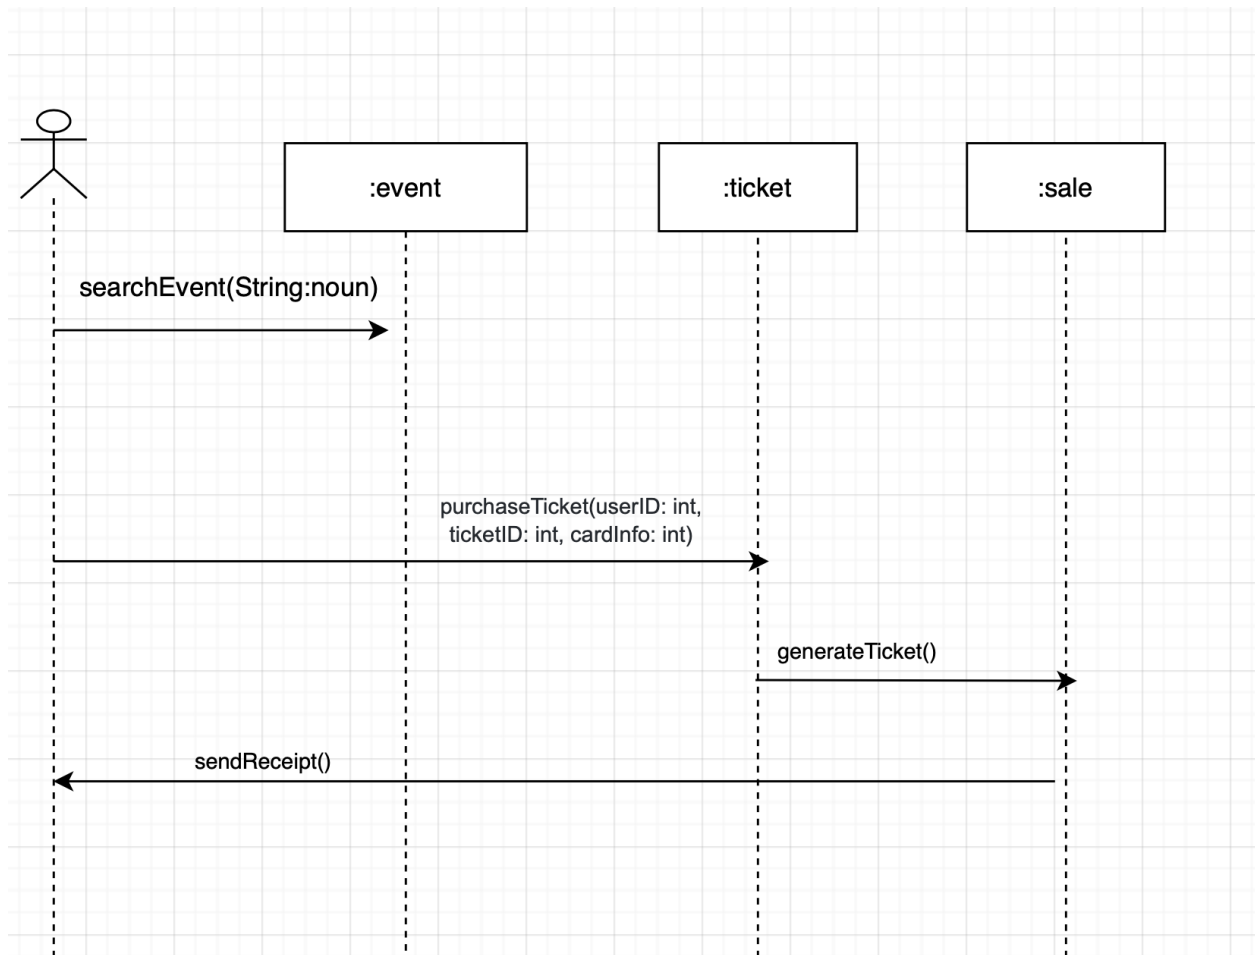 :event
:ticket
:sale
searchEvent(String:noun)
purchaseTicket(userID: int,
ticketID: int, cardInfo: int)
generateTicket()
sendReceipt()